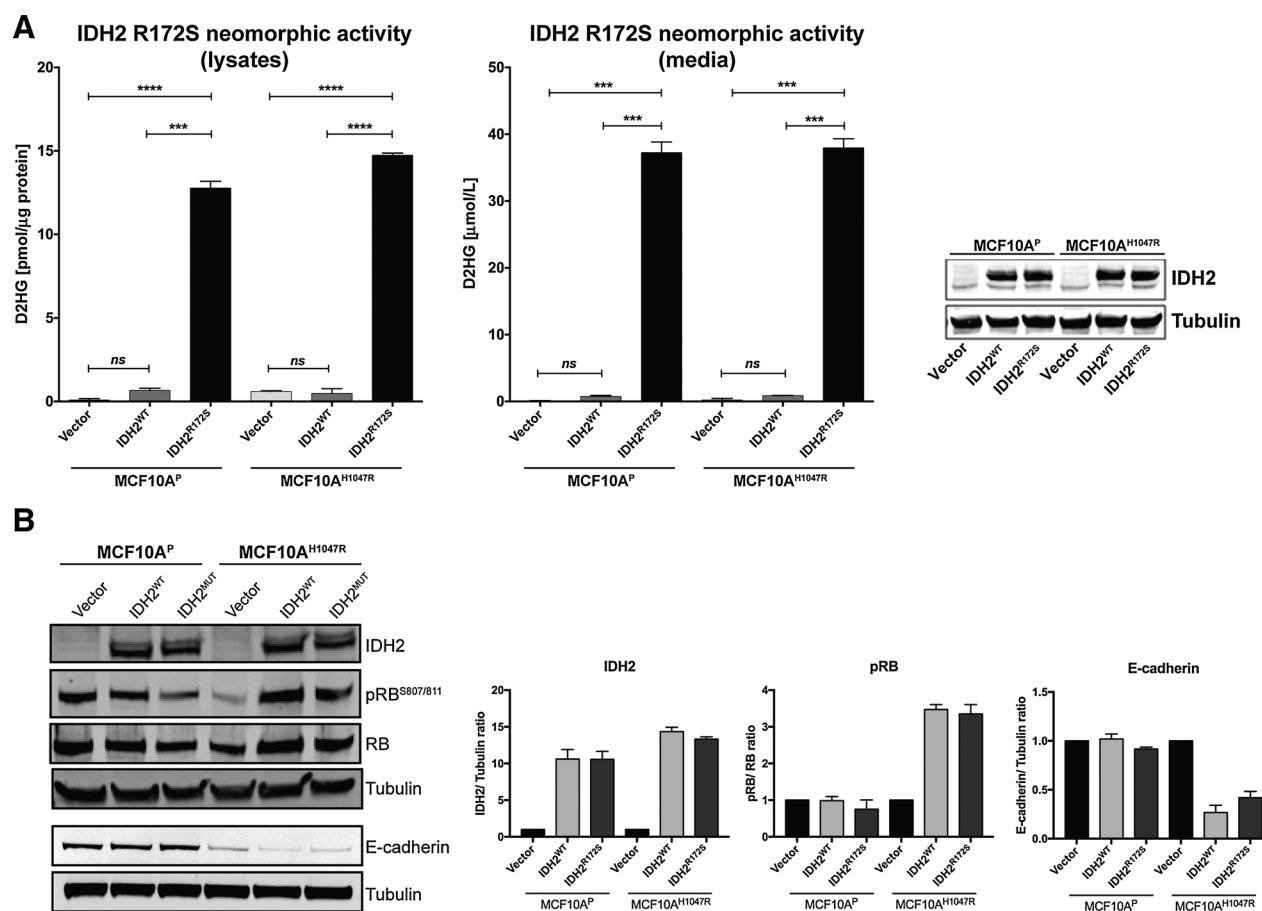 A
IDH2 R172S neomorphic activity
(lysates)
20
15
10
5
0
D2HG [pmol/μg protein]
****
***
****
****
ns
ns
Vector
IDH2WT
IDH2R172S
Vector
IDH2WT
IDH2R172S
MCF10AP
MCF10AH1047R
IDH2 R172S neomorphic activity
(media)
50
40
30
20
10
0
D2HG [μmol/L]
***
***
***
***
ns
ns
Vector
IDH2WT
IDH2R172S
Vector
IDH2WT
IDH2R172S
MCF10AP
MCF10AH1047R
MCF10AP
MCF10AH1047R
IDH2
Tubulin
Vector
IDH2WT
IDH2R172S
Vector
IDH2WT
IDH2R172S
B
MCF10AP
MCF10AH1047R
Vector
IDH2WT
IDH2MUT
Vector
IDH2WT
IDH2MUT
IDH2
pRBS807/811
RB
Tubulin
E-cadherin
Tubulin
IDH2
20
15
10
5
0
IDH2/ Tubulin ratio
Vector
IDH2WT
IDH2R172S
Vector
IDH2WT
IDH2R172S
MCF10AP
MCF10AH1047R
pRB
4
3
2
1
0
pRB/ RB ratio
Vector
IDH2WT
IDH2R172S
Vector
IDH2WT
IDH2R172S
MCF10AP
MCF10AH1047R
E-cadherin
1.5
1.0
0.5
0.0
E-cadherin/ Tubulin ratio
Vector
IDH2WT
IDH2R172S
Vector
IDH2WT
IDH2R172S
MCF10AP
MCF10AH1047R